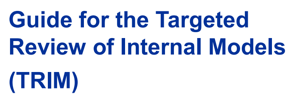 Guide for the Targeted
Review of Internal Models
(TRIM)